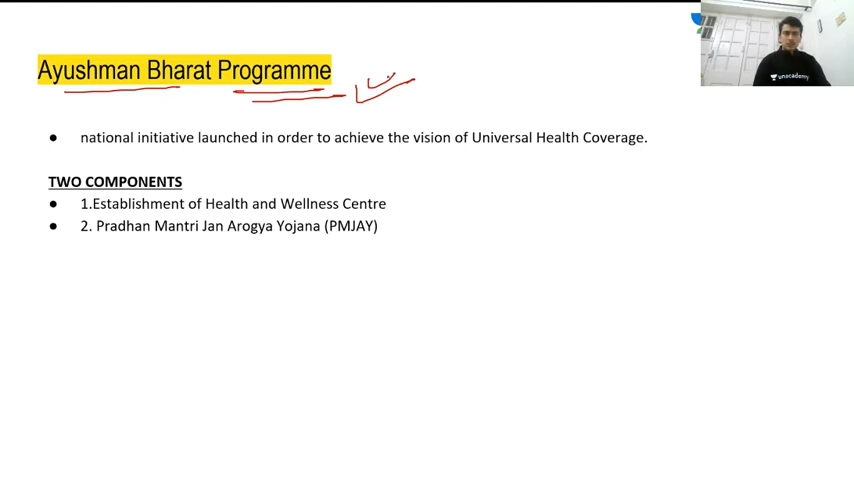 Ayushman Bharat Programme
unacademy
● national initiative launched in order to achieve the vision of Universal Health Coverage.
TWO COMPONENTS
● 1.Establishment of Health and Wellness Centre
● 2. Pradhan Mantri Jan Arogya Yojana (PMJAY)